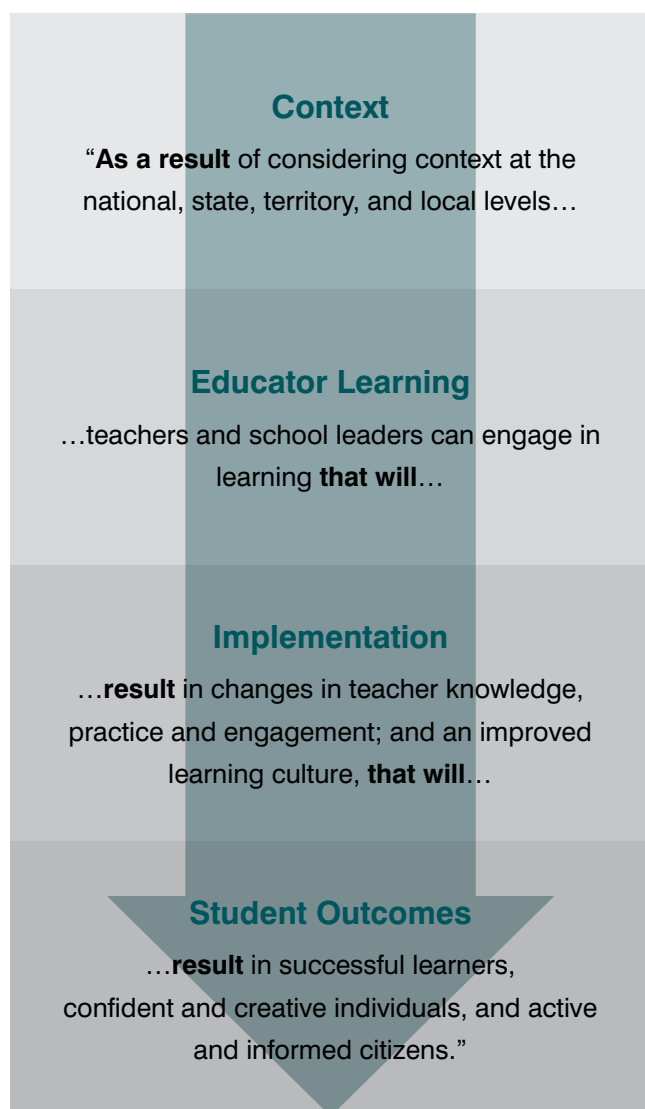 Context
“As a result of considering context at the
national, state, territory, and local levels…
Educator Learning
…teachers and school leaders can engage in
learning that will…
Implementation
…result in changes in teacher knowledge,
practice and engagement; and an improved
learning culture, that will…
Student Outcomes
…result in successful learners,
confident and creative individuals, and active
and informed citizens.”